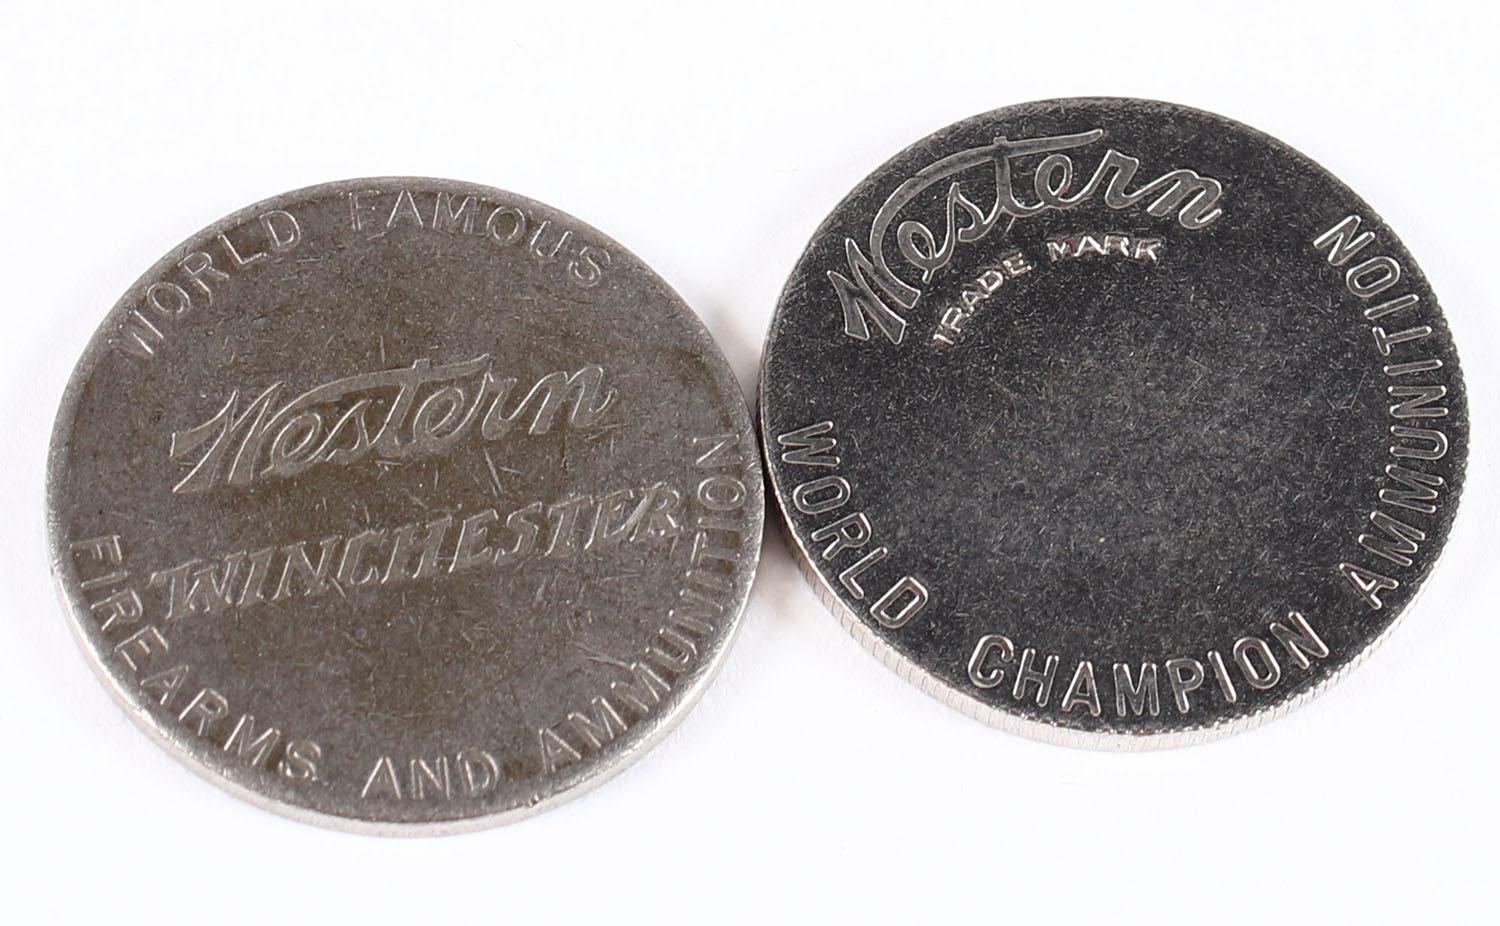 WORLD FAMOUS
Western
WINCHESTER
FIREARMS AND AMMUNITION
Western
TRADE MARK
WORLD CHAMPION AMMUNITION